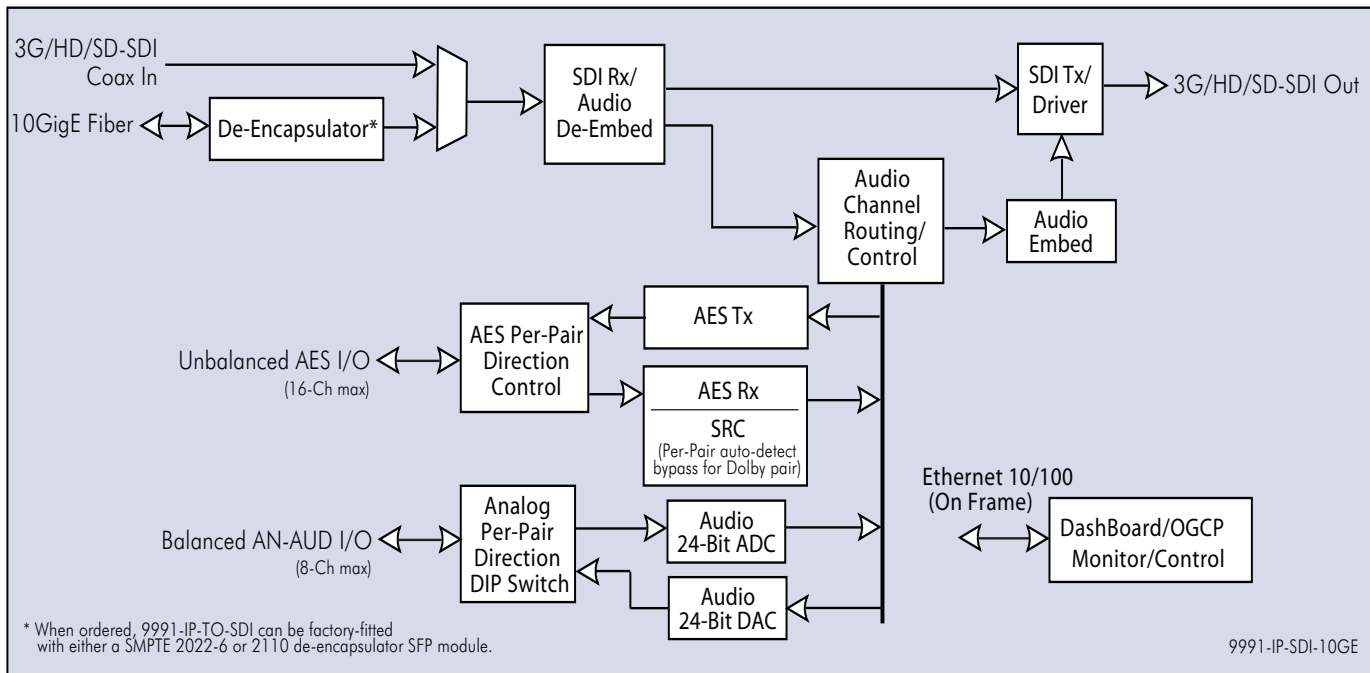 3G/HD/SD-SDI
Coax In
10GigE Fiber
De-Encapsulator*
SDI Rx/
Audio
De-Embed
SDI Tx/
Driver
3G/HD/SD-SDI Out
Audio
Channel
Routing/
Control
Audio
Embed
Unbalanced AES I/O
(16-Ch max)
AES Per-Pair
Direction
Control
AES Tx
AES Rx
SRC
(Per-Pair auto-detect
bypass for Dolby pair)
Balanced AN-AUD I/O
(8-Ch max)
Analog
Per-Pair
Direction
DIP Switch
Audio
24-Bit ADC
Audio
24-Bit DAC
Ethernet 10/100
(On Frame)
DashBoard/OGCP
Monitor/Control
* When ordered, 9991-IP-TO-SDI can be factory-fitted
with either a SMPTE 2022-6 or 2110 de-encapsulator SFP module.
9991-IP-SDI-10GE